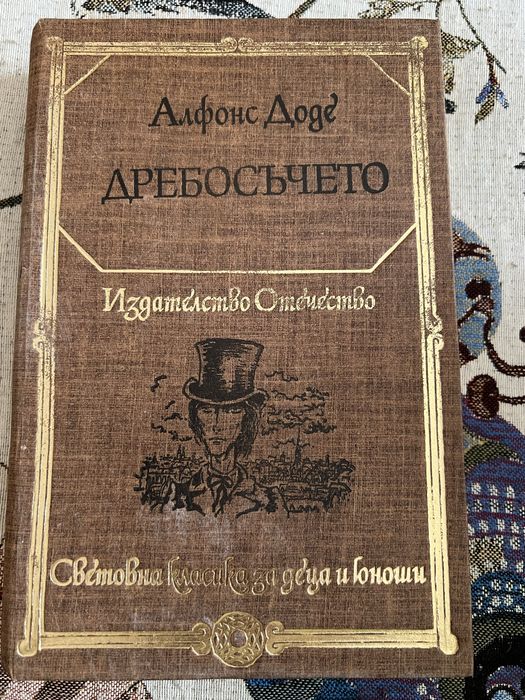 Алфонс Доде
ДРЕБОСЪЧЕТО
Издателство Отечество
Световна класика за деца и юноши